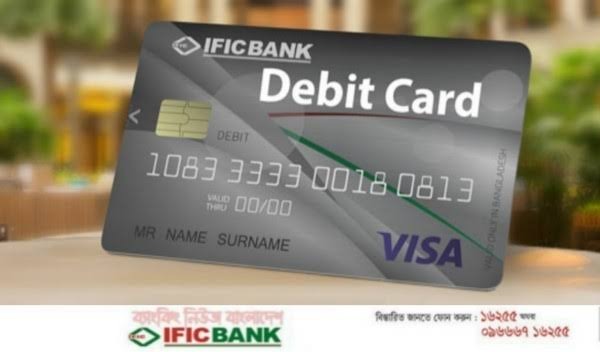 IFIC BANK
Debit Card
DEBIT
1083 3333 0018 0813
VALID THRU 00/00
MR NAME SURNAME
VISA
VALID ONLY IN BANGLADESH
ব্যাংকিং নিউজ বাংলাদেশ
IFIC BANK
বিস্তারিত জানতে ফোন করুন : ১৬২৫৫ অথবা
০৯৬৬৬৭ ১৬২৫৫